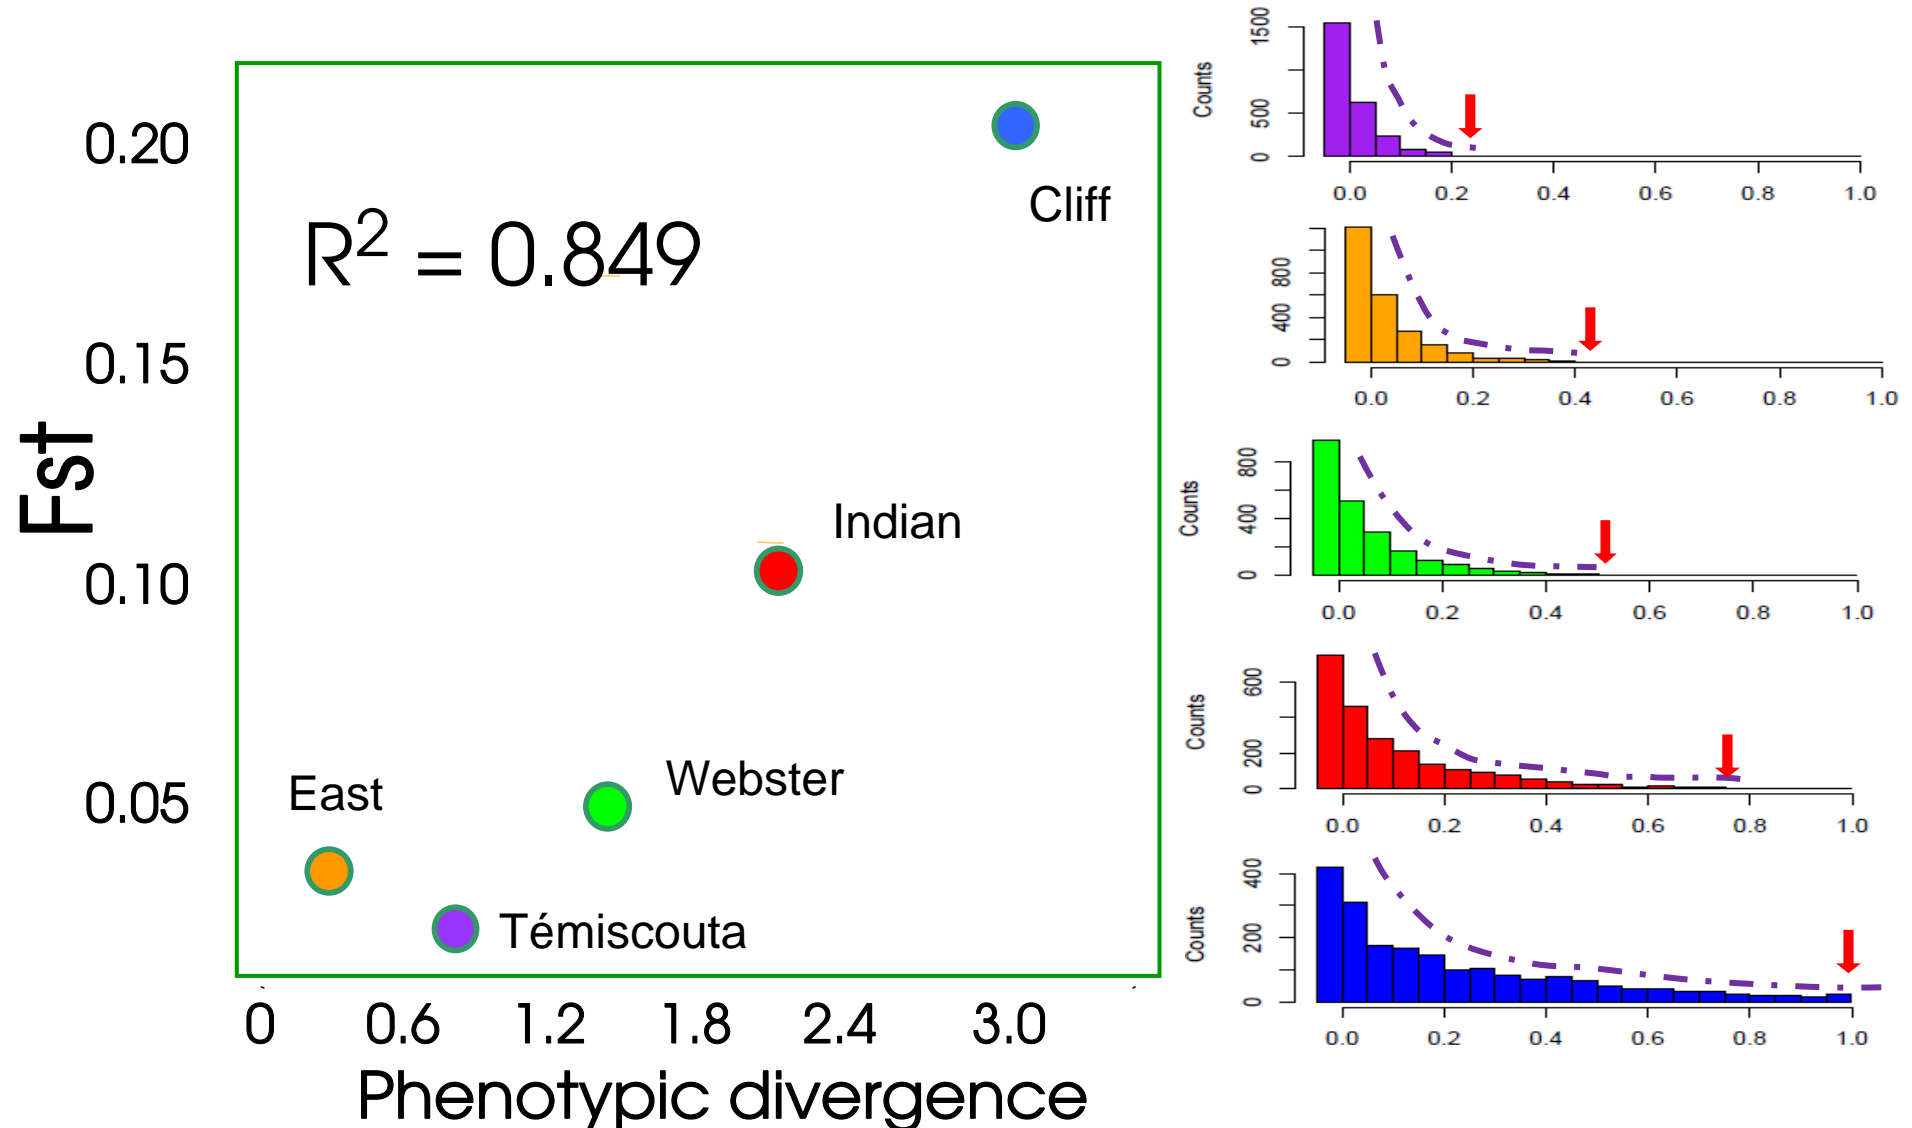 Fst
0.20
0.15
0.10
0.05
R² = 0.849
Cliff
Indian
Webster
East
Témiscouta
0 0.6 1.2 1.8 2.4 3.0
Phenotypic divergence
Counts
1500
500
0
0.0 0.2 0.4 0.6 0.8 1.0
800
400
0
0.0 0.2 0.4 0.6 0.8 1.0
Counts
800
400
0
0.0 0.2 0.4 0.6 0.8 1.0
Counts
600
200
0
0.0 0.2 0.4 0.6 0.8 1.0
Counts
400
200
0
0.0 0.2 0.4 0.6 0.8 1.0